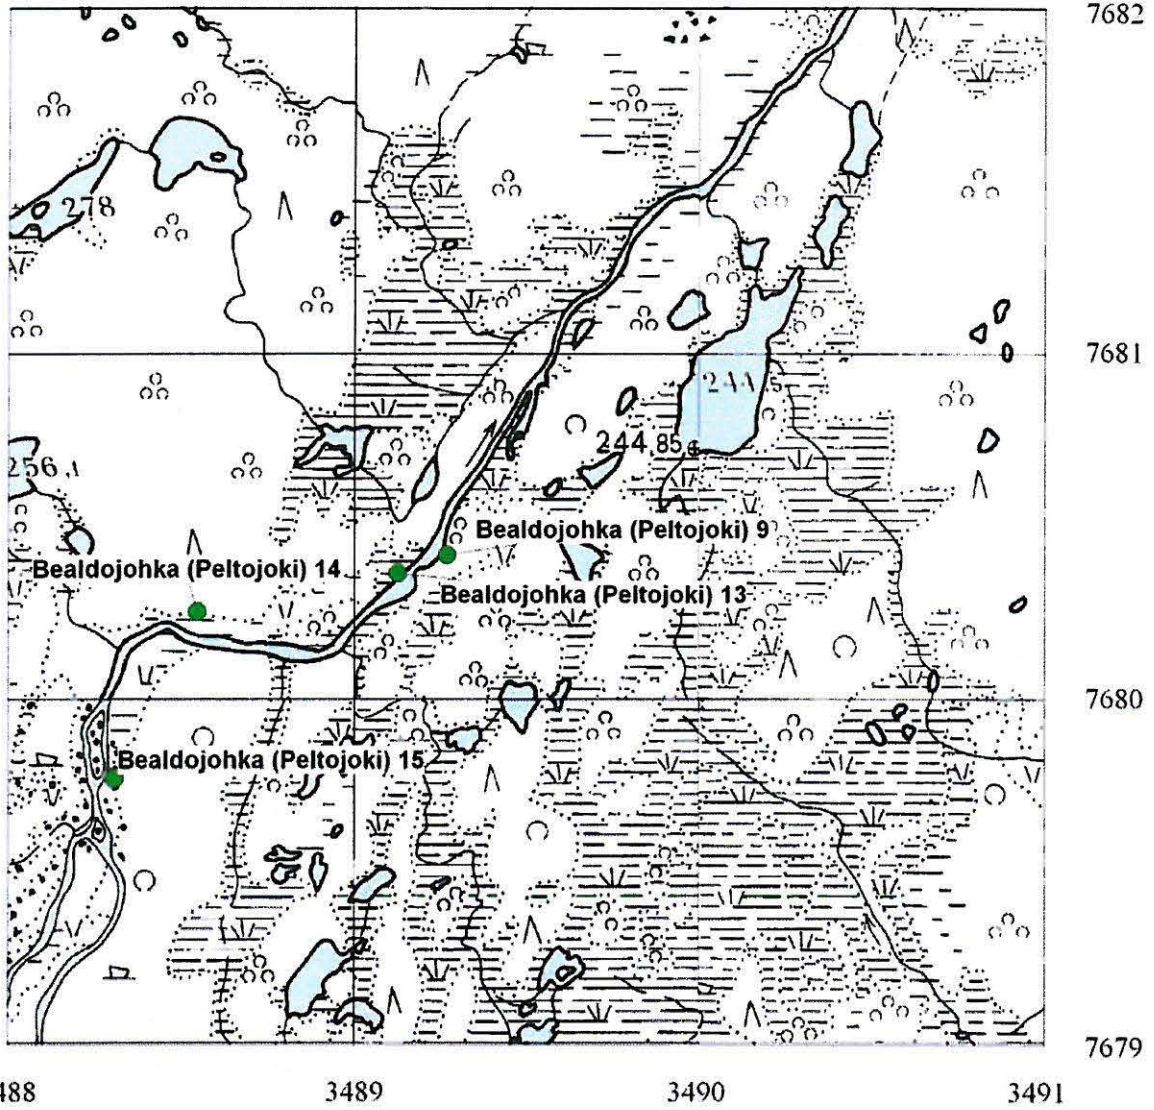 7682
278
7681
244.5
244.85
256.1
Bealdojohka (Peltojoki) 9
Bealdojohka (Peltojoki) 14
Bealdojohka (Peltojoki) 13
7680
Bealdojohka (Peltojoki) 15
7679
488 3489 3490 3491